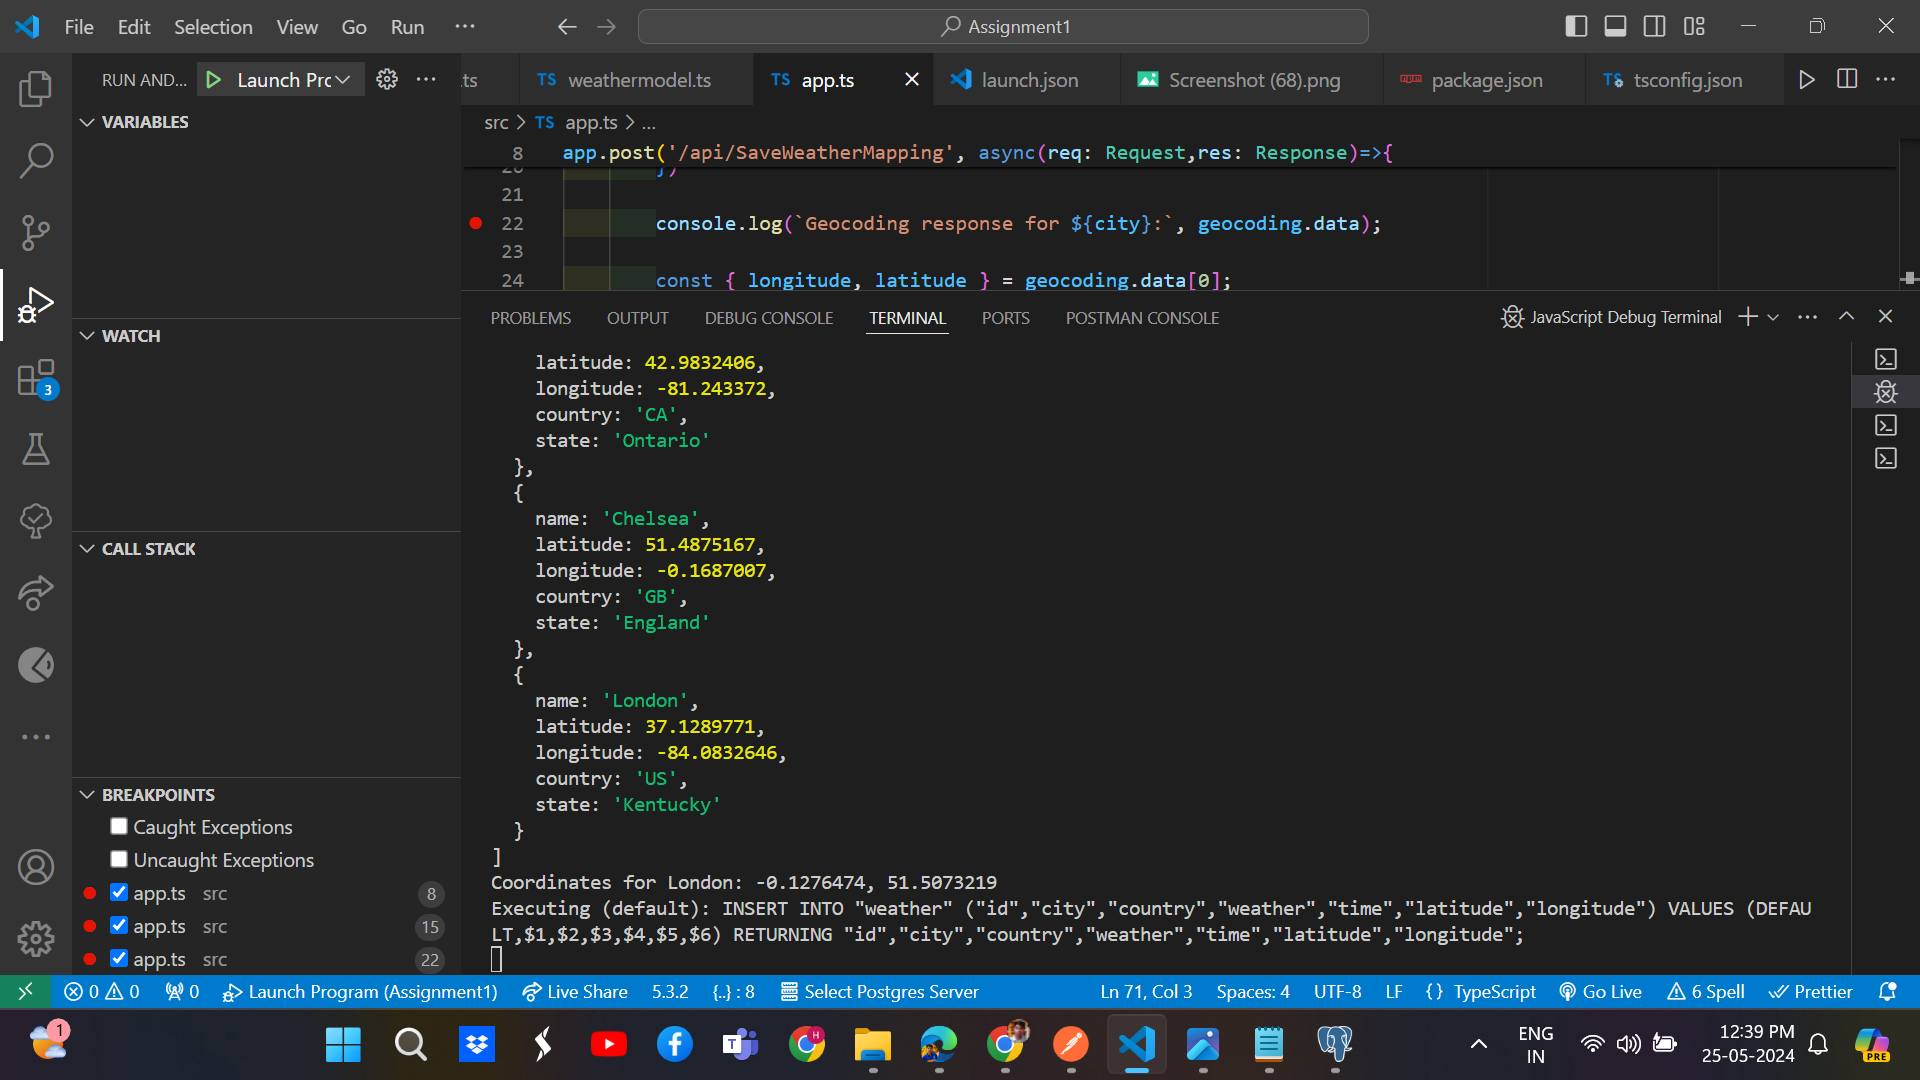 File Edit Selection View Go Run ··· Assignment1
RUN AND... Launch Prc
.ts TS weathermodel.ts TS app.ts launch.json Screenshot (68).png npm package.json TS tsconfig.json
VARIABLES
src > TS app.ts > ...
8 app.post('/api/SaveWeatherMapping', async(req: Request,res: Response)=>{
20 })
21
22 console.log(`Geocoding response for ${city}:`, geocoding.data);
23
24 const { longitude, latitude } = geocoding.data[0];
PROBLEMS OUTPUT DEBUG CONSOLE TERMINAL PORTS POSTMAN CONSOLE JavaScript Debug Terminal
WATCH
3
CALL STACK
latitude: 42.9832406,
longitude: -81.243372,
country: 'CA',
state: 'Ontario'
},
{
name: 'Chelsea',
latitude: 51.4875167,
longitude: -0.1687007,
country: 'GB',
state: 'England'
},
{
name: 'London',
latitude: 37.1289771,
longitude: -84.0832646,
country: 'US',
state: 'Kentucky'
}
]
Coordinates for London: -0.1276474, 51.5073219
Executing (default): INSERT INTO "weather" ("id","city","country","weather","time","latitude","longitude") VALUES (DEFAU
LT,$1,$2,$3,$4,$5,$6) RETURNING "id","city","country","weather","time","latitude","longitude";
BREAKPOINTS
Caught Exceptions
Uncaught Exceptions
app.ts src 8
app.ts src 15
app.ts src 22
0 0 0 Launch Program (Assignment1) Live Share 5.3.2 {..} : 8 Select Postgres Server Ln 71, Col 3 Spaces: 4 UTF-8 LF {} TypeScript Go Live 6 Spell Prettier
1
ENG
IN
12:39 PM
25-05-2024
PRE